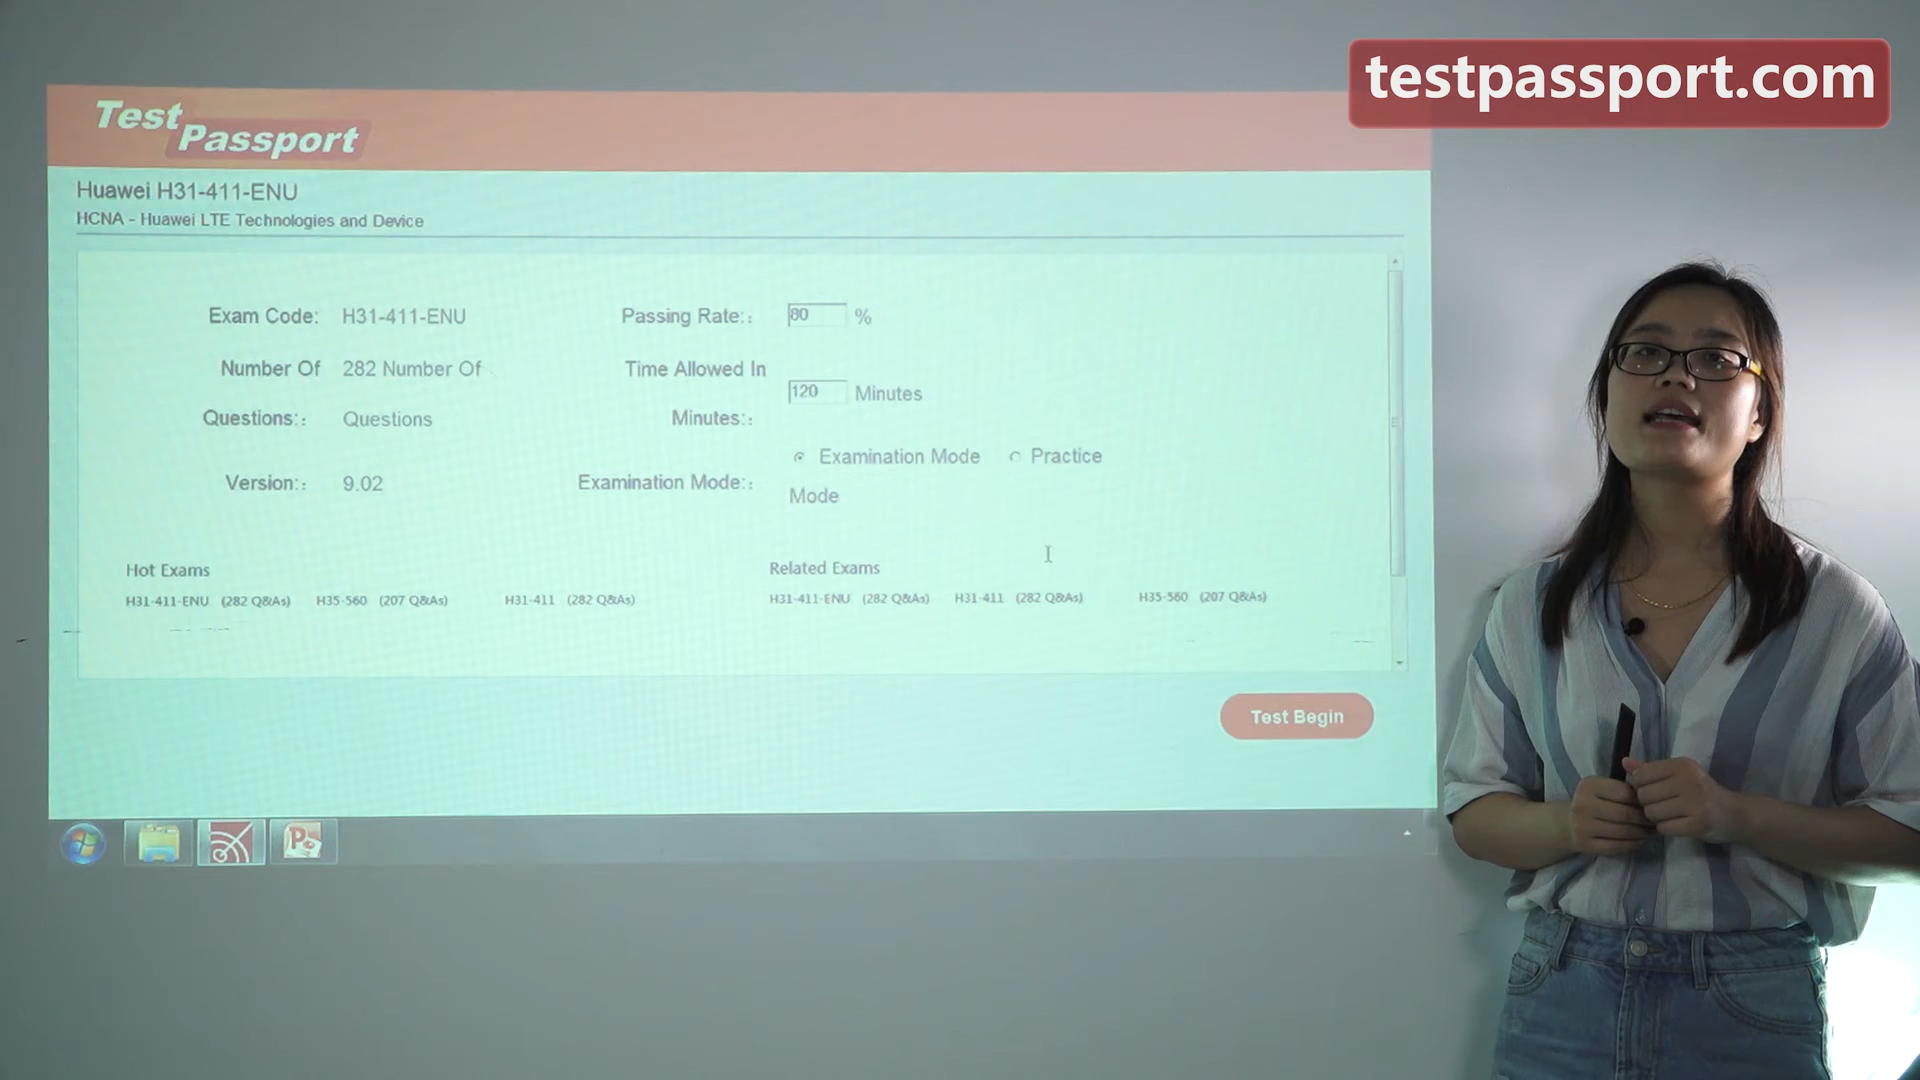 testpassport.com
Test
Passport
Huawei H31-411-ENU
HCNA - Huawei LTE Technologies and Device
Exam Code: H31-411-ENU Passing Rate:: 80 %
Number Of 282 Number Of Time Allowed In
120 Minutes
Questions:: Questions Minutes::
Examination Mode Practice
Version:: 9.02 Examination Mode::
Mode
Hot Exams Related Exams
H31-411-ENU (282 Q&As) H35-560 (207 Q&As) H31-411 (282 Q&As) H31-411-ENU (282 Q&As) H31-411 (282 Q&As) H35-560 (207 Q&As)
Test Begin